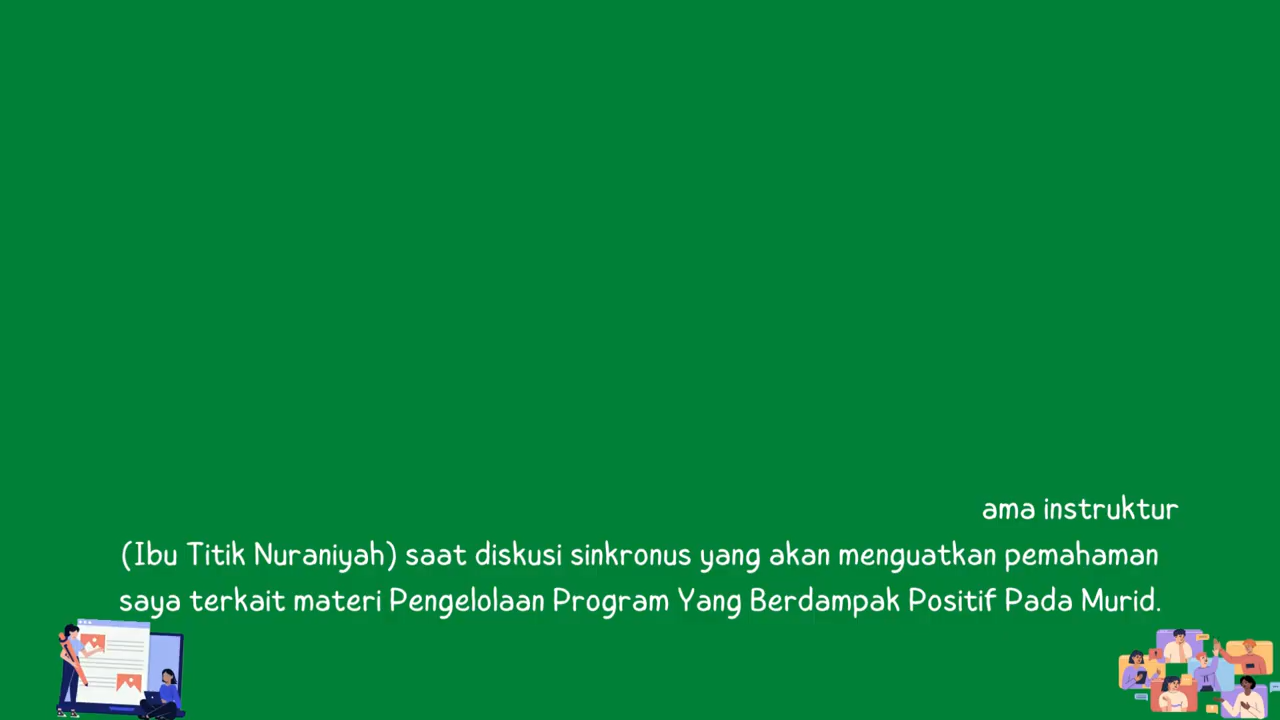 ama instruktur
(Ibu Titik Nuraniyah) saat diskusi sinkronus yang akan menguatkan pemahaman
saya terkait materi Pengelolaan Program Yang Berdampak Positif Pada Murid.